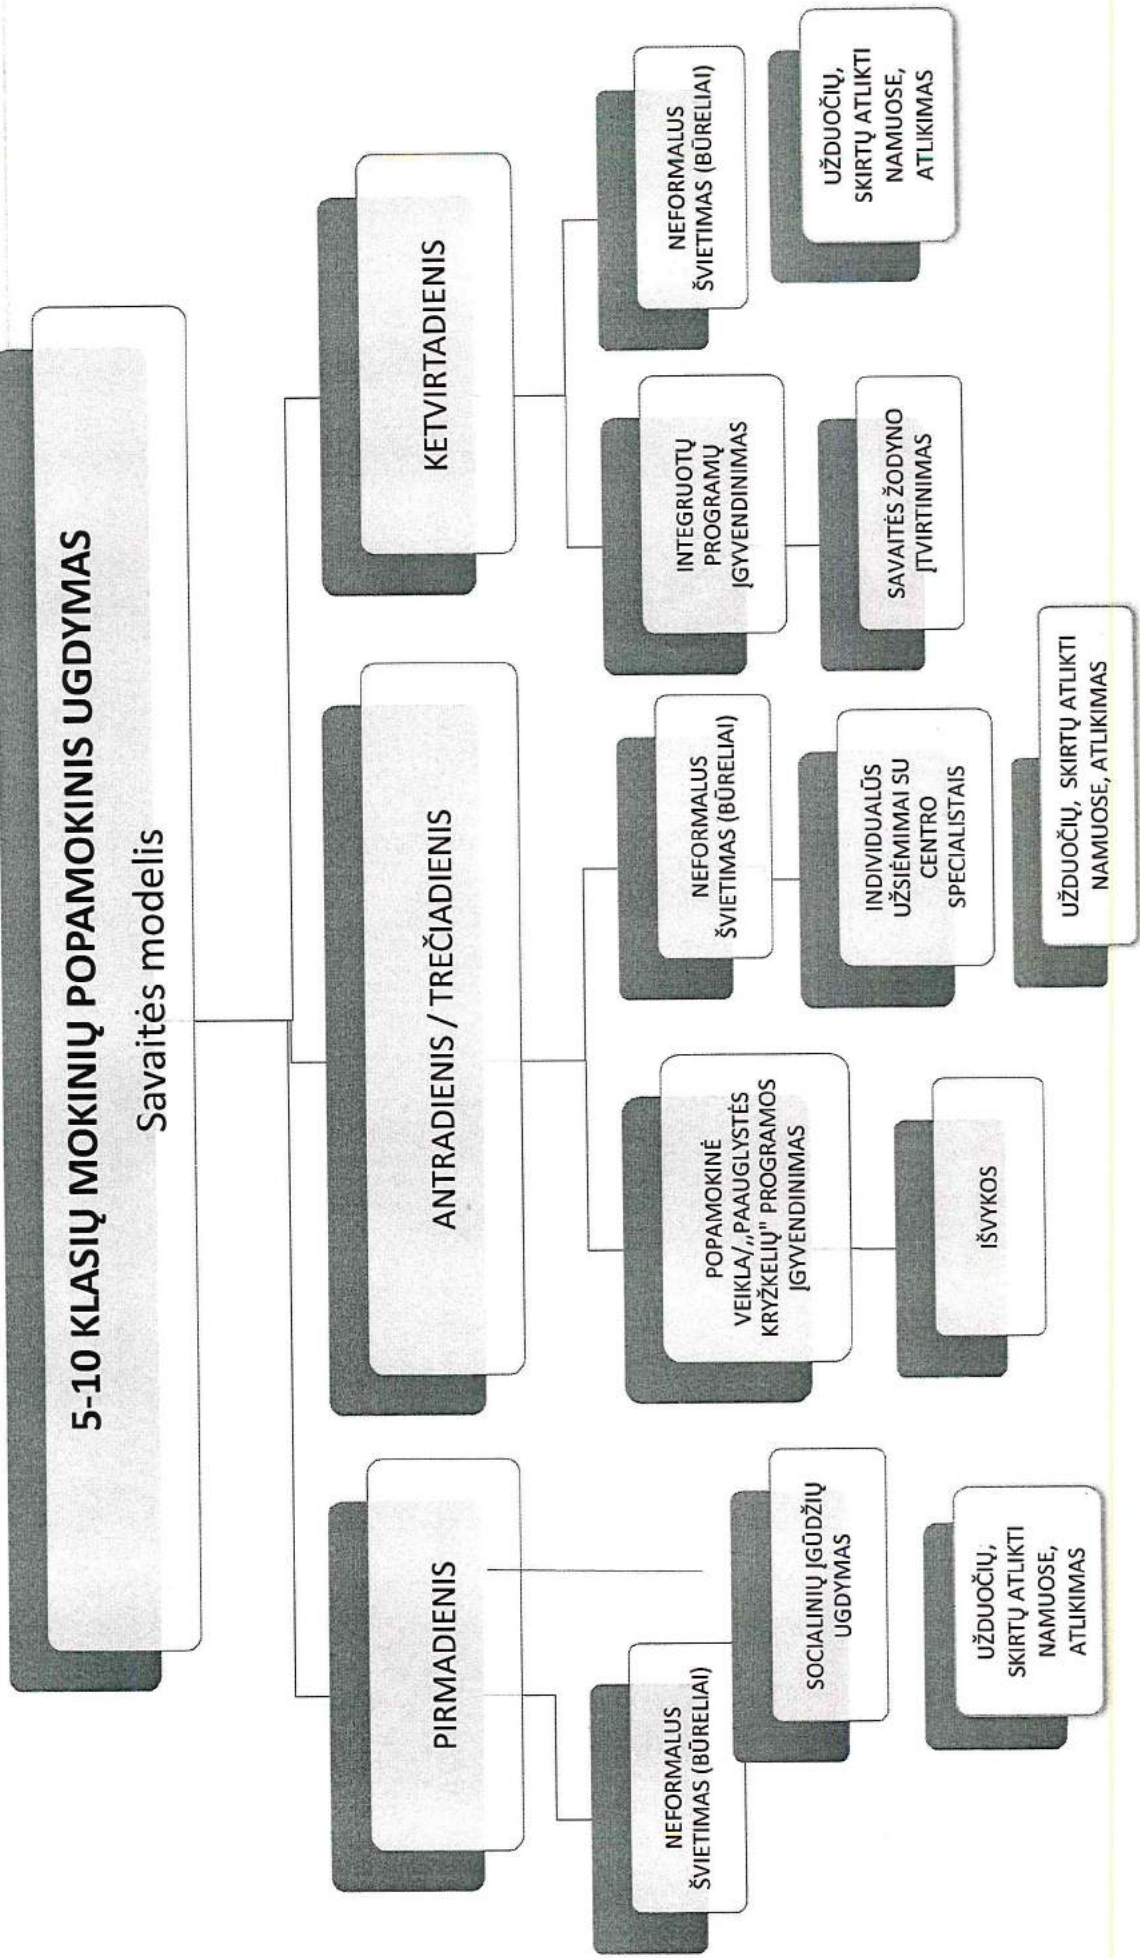 5-10 KLASIŲ MOKINIŲ POPAMOKINIS UGDYMAS
Savaitės modelis
PIRMADIENIS
NEFORMALUS
ŠVIETIMAS (BŪRELIAI)
SOCIALINIŲ ĮGŪDŽIŲ
UGDYMAS
UŽDUOČIŲ,
SKIRTŲ ATLIKTI
NAMUOSE,
ATLIKIMAS
ANTRADIENIS / TREČIADIENIS
POPAMOKINĖ
VEIKLA/„PAAUGLYSTĖS
KRYŽKELIŲ" PROGRAMOS
ĮGYVENDINIMAS
IŠVYKOS
NEFORMALUS
ŠVIETIMAS (BŪRELIAI)
INDIVIDUALŪS
UŽSIĖMIMAI SU
CENTRO
SPECIALISTAIS
UŽDUOČIŲ, SKIRTŲ ATLIKTI
NAMUOSE, ATLIKIMAS
KETVIRTADIENIS
INTEGRUOTŲ
PROGRAMŲ
ĮGYVENDINIMAS
SAVAITĖS ŽODYNO
ĮTVIRTINIMAS
NEFORMALUS
ŠVIETIMAS (BŪRELIAI)
UŽDUOČIŲ,
SKIRTŲ ATLIKTI
NAMUOSE,
ATLIKIMAS